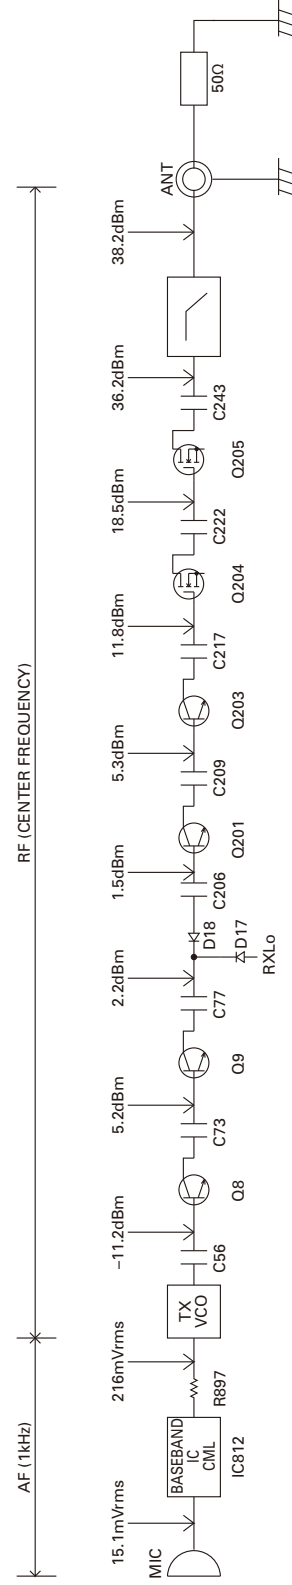 AF (1kHz)
RF (CENTER FREQUENCY)
15.1mVrms
216mVrms
–11.2dBm
5.2dBm
2.2dBm
1.5dBm
5.3dBm
11.8dBm
18.5dBm
36.2dBm
38.2dBm
MIC
BASEBAND
IC
CML
IC812
R897
TX
VCO
C56
Q8
C73
Q9
C77
D18
D17
RXLo
C206
Q201
C209
Q203
C217
Q204
C222
Q205
C243
ANT
50Ω